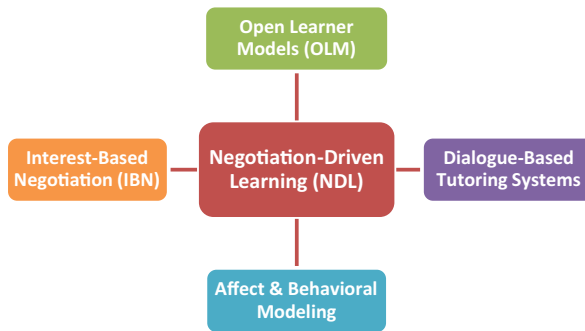 Open Learner
Models (OLM)
Interest-Based
Negotiation (IBN)
Negotiation-Driven
Learning (NDL)
Dialogue-Based
Tutoring Systems
Affect & Behavioral
Modeling